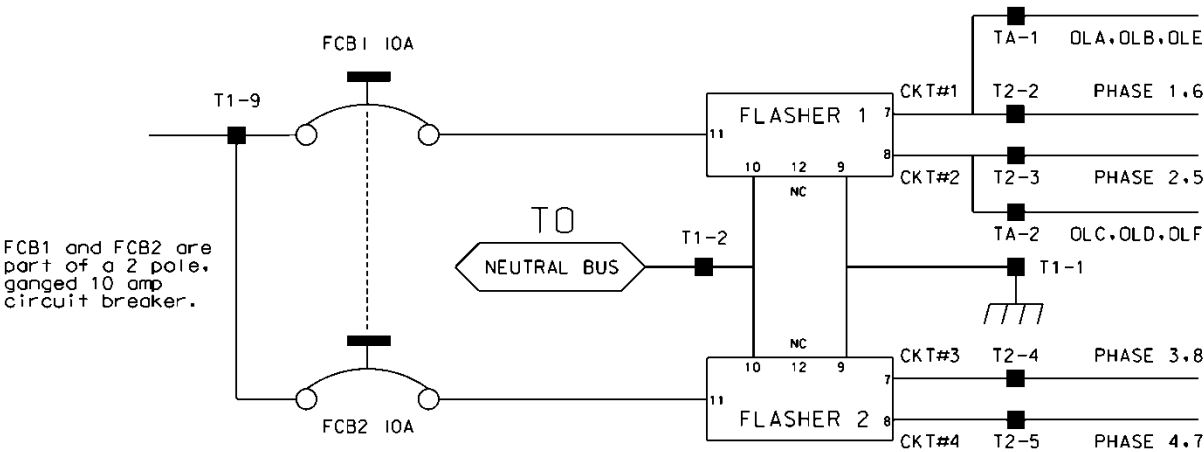 TA-1 OLA,OLB,OLE
FCB1 10A
T1-9
CKT#1 T2-2 PHASE 1,6
FLASHER 1
7
11
8
10 12 9
NC
CKT#2 T2-3 PHASE 2,5
TO
TA-2 OLC,OLD,OLF
T1-2
NEUTRAL BUS
T1-1
FCB1 and FCB2 are
part of a 2 pole,
ganged 10 amp
circuit breaker.
NC
CKT#3 T2-4 PHASE 3,8
10 12 9
7
11
FLASHER 2
8
FCB2 10A
CKT#4 T2-5 PHASE 4,7